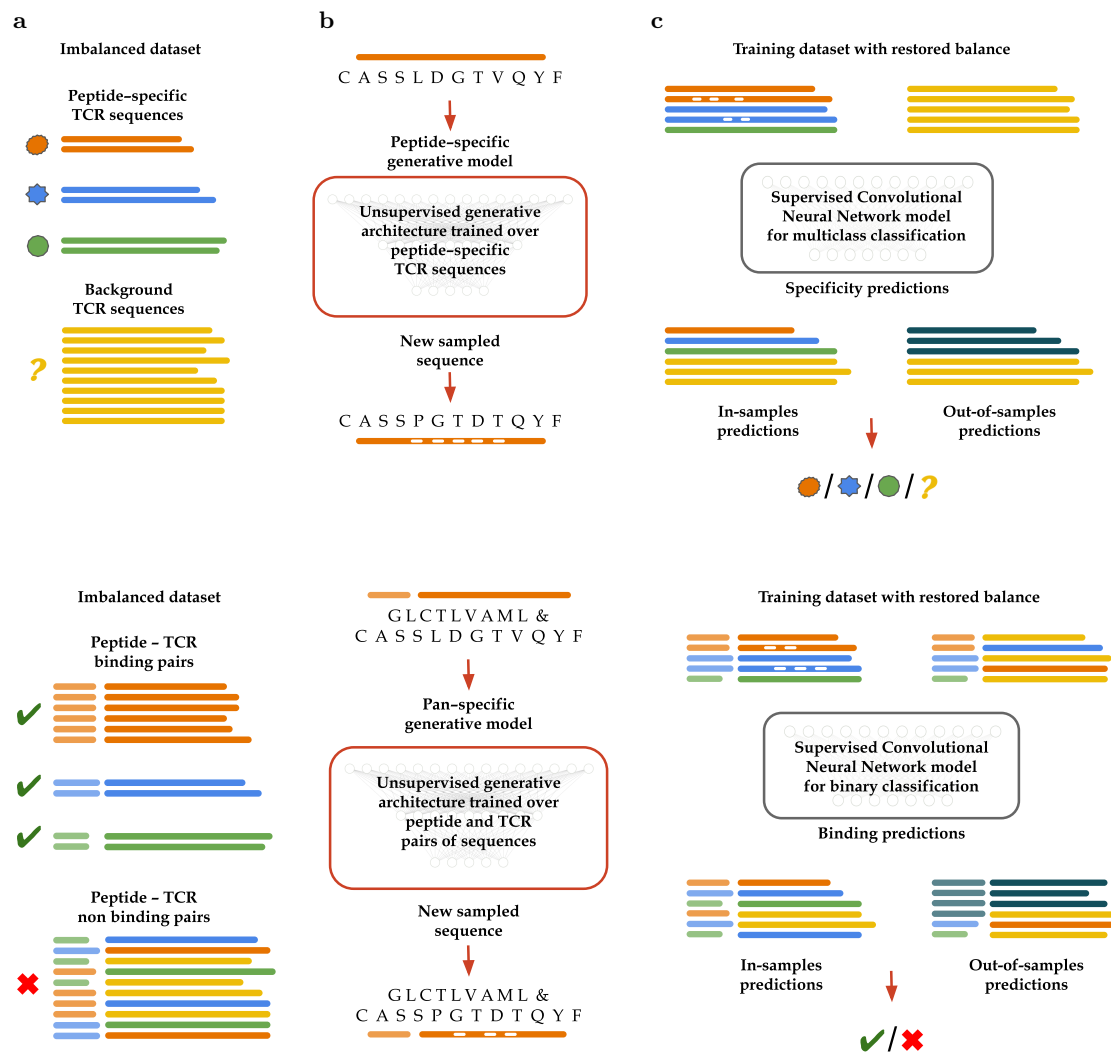 a
Imbalanced dataset
Peptide–specific
TCR sequences
Background
TCR sequences
?
b
C A S S L D G T V Q Y F
Peptide–specific
generative model
Unsupervised generative
architecture trained over
peptide–specific
TCR sequences
New sampled
sequence
C A S S P G T D T Q Y F
c
Training dataset with restored balance
Supervised Convolutional
Neural Network model
for multiclass classification
Specificity predictions
In-samples
predictions
Out-of-samples
predictions
/ / / ?
Imbalanced dataset
Peptide – TCR
binding pairs
Peptide – TCR
non binding pairs
G L C T L V A M L &
C A S S L D G T V Q Y F
Pan–specific
generative model
Unsupervised generative
architecture trained over
peptide and TCR
pairs of sequences
New sampled
sequence
G L C T L V A M L &
C A S S P G T D T Q Y F
Training dataset with restored balance
Supervised Convolutional
Neural Network model
for binary classification
Binding predictions
In-samples
predictions
Out-of-samples
predictions
/